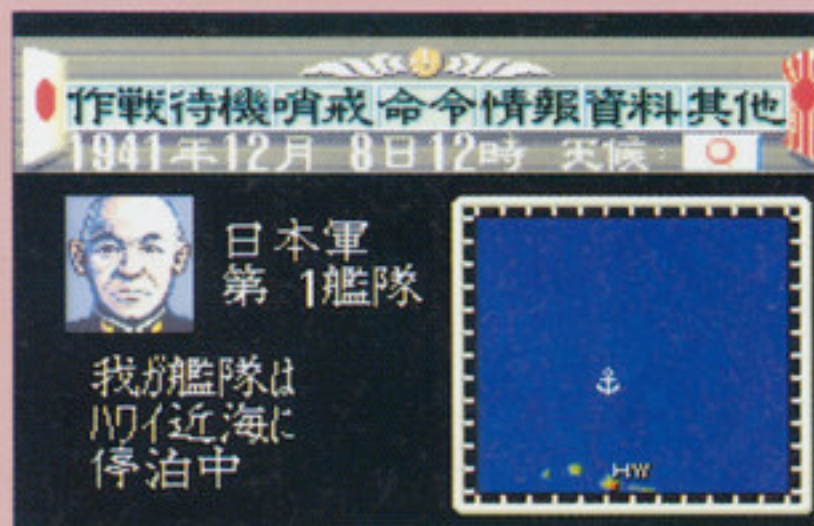 作戦待機哨戒命令情報資料其他
1941年12月 8日12時 天候:
日本軍
第 1艦隊
我が艦隊は
ハワイ近海に
停泊中
HW